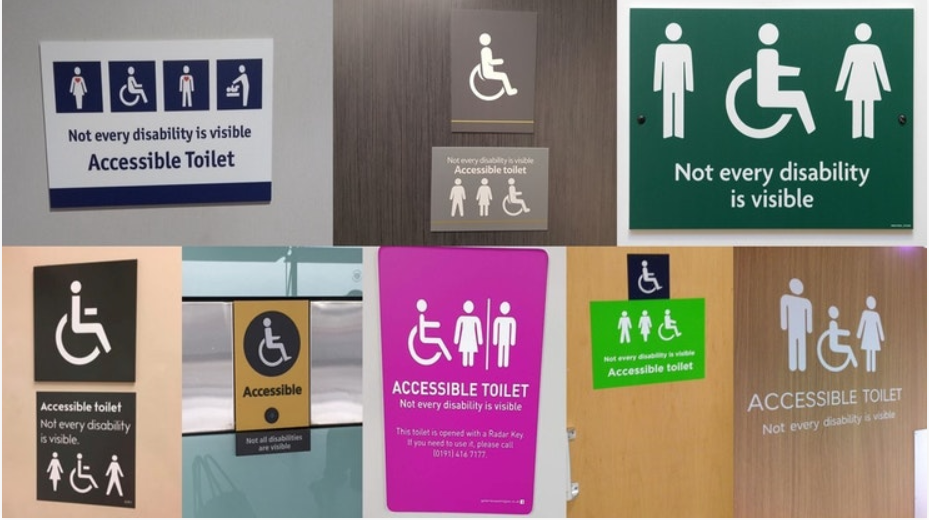 Not every disability is visible
Accessible Toilet
Not every disability is visible
Accessible toilet
Not every disability
is visible
Accessible toilet
Not every disability
is visible.
Accessible
Not all disabilities
are visible
ACCESSIBLE TOILET
Not every disability is visible
This toilet is opened with a Radar Key
If you need to use it, please call
(0191) 416 7177.
Not every disability is visible
Accessible toilet
ACCESSIBLE TOILET
Not every disability is visible